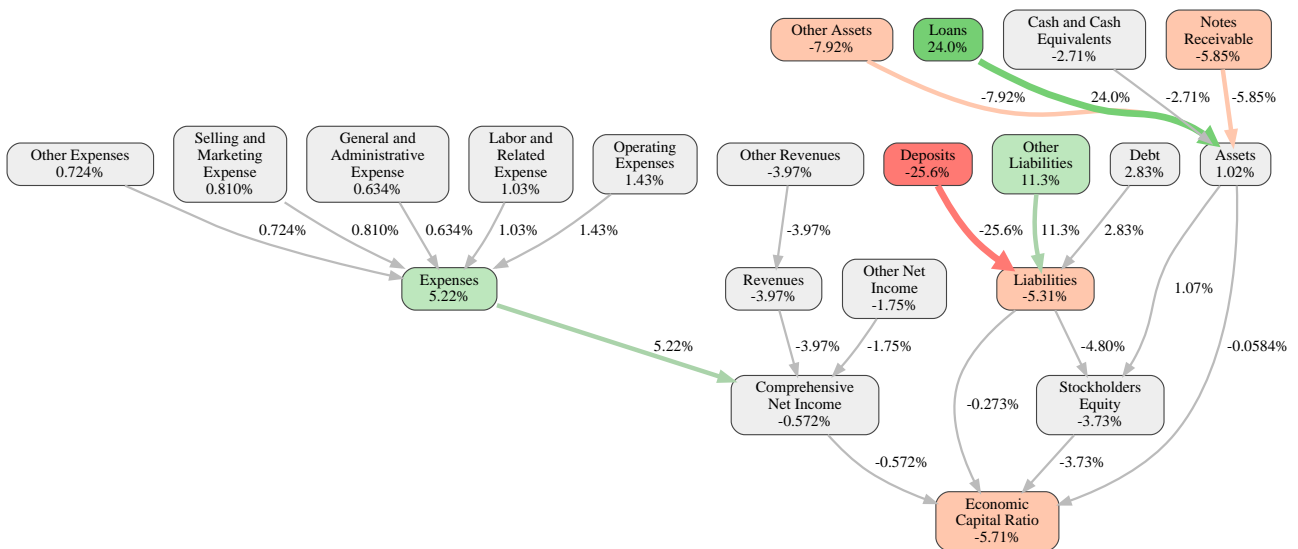 Other Assets
-7.92%
Loans
24.0%
Cash and Cash
Equivalents
-2.71%
Notes
Receivable
-5.85%
-7.92%
24.0%
-2.71%
-5.85%
Other Expenses
0.724%
Selling and
Marketing
Expense
0.810%
General and
Administrative
Expense
0.634%
Labor and
Related
Expense
1.03%
Operating
Expenses
1.43%
Other Revenues
-3.97%
Deposits
-25.6%
Other
Liabilities
11.3%
Debt
2.83%
Assets
1.02%
0.724%
0.810%
0.634%
1.03%
1.43%
-3.97%
-25.6%
11.3%
2.83%
Expenses
5.22%
Revenues
-3.97%
Other Net
Income
-1.75%
Liabilities
-5.31%
1.07%
5.22%
-3.97%
-1.75%
-4.80%
-0.0584%
Comprehensive
Net Income
-0.572%
-0.273%
Stockholders
Equity
-3.73%
-0.572%
-3.73%
Economic
Capital Ratio
-5.71%